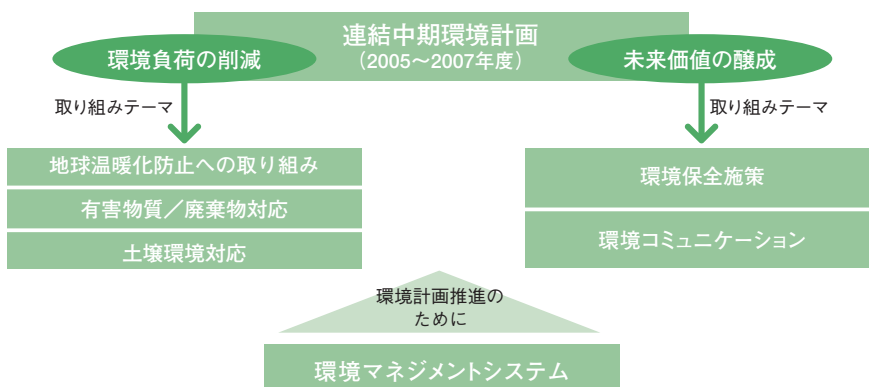 連結中期環境計画
（2005〜2007年度）
環境負荷の削減
未来価値の醸成
取り組みテーマ
取り組みテーマ
地球温暖化防止への取り組み
有害物質／廃棄物対応
土壌環境対応
環境保全施策
環境コミュニケーション
環境計画推進の
ために
環境マネジメントシステム